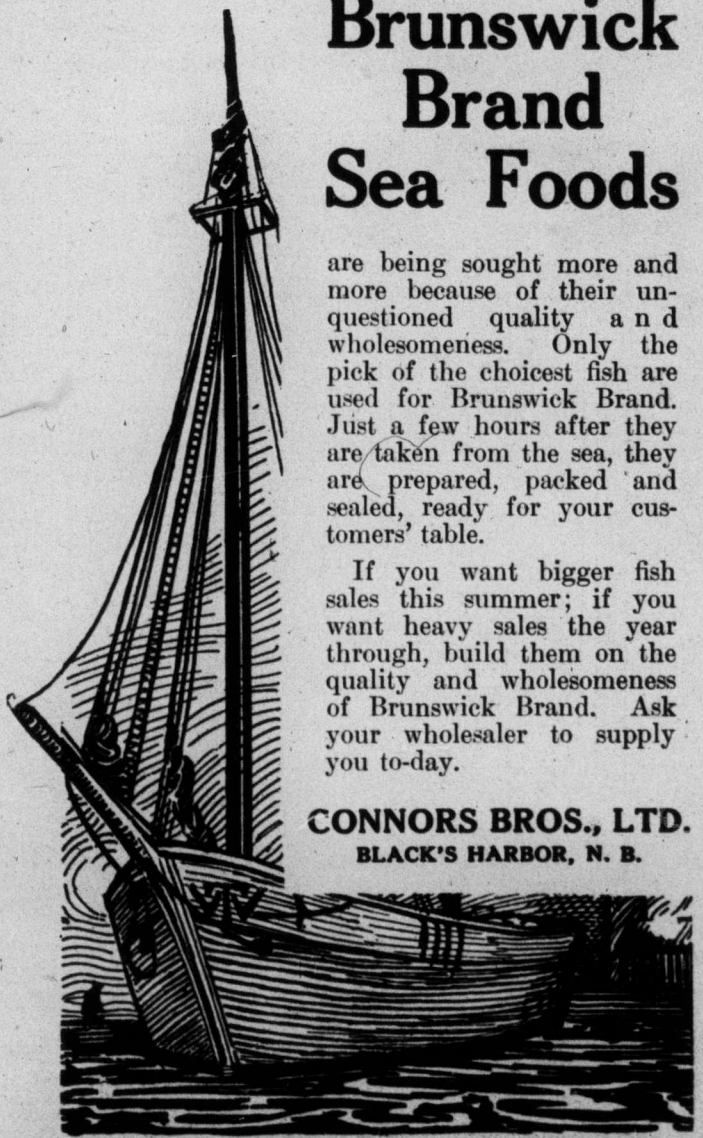 Brunswick
Brand
Sea Foods
are being sought more and
more because of their un-
questioned quality and
wholesomeness. Only the
pick of the choicest fish are
used for Brunswick Brand.
Just a few hours after they
are taken from the sea, they
are prepared, packed and
sealed, ready for your cus-
tomers' table.
If you want bigger fish
sales this summer; if you
want heavy sales the year
through, build them on the
quality and wholesomeness
of Brunswick Brand. Ask
your wholesaler to supply
you to-day.
CONNORS BROS., LTD.
BLACK'S HARBOR, N. B.